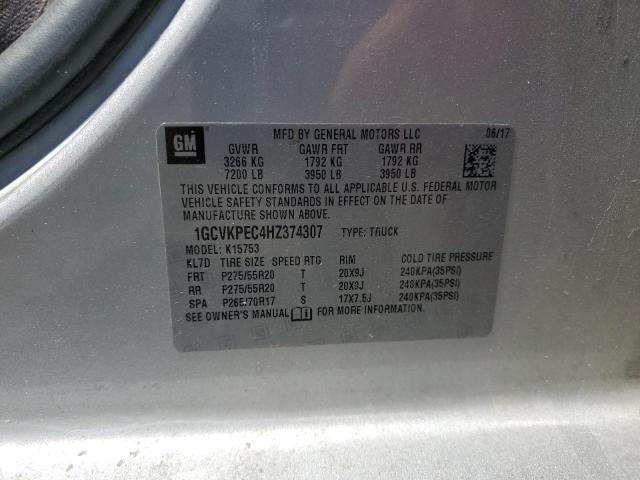 GM
MFD BY GENERAL MOTORS LLC 06/17
GVWR GAWR FRT GAWR RR
3266 KG 1792 KG 1792 KG
7200 LB 3950 LB 3950 LB
THIS VEHICLE CONFORMS TO ALL APPLICABLE U.S. FEDERAL MOTOR
VEHICLE SAFETY STANDARDS IN EFFECT ON THE DATE OF
MANUFACTURE SHOWN ABOVE.
1GCVKPEC4HZ374307 TYPE: TRUCK
MODEL: K15753
KL7D TIRE SIZE SPEED RTG RIM COLD TIRE PRESSURE
FRT P275/55R20 T 20X9J 240KPA(35PSI)
RR P275/55R20 T 20X9J 240KPA(35PSI)
SPA P265/70R17 S 17X7.5J 240KPA(35PSI)
SEE OWNER'S MANUAL FOR MORE INFORMATION.